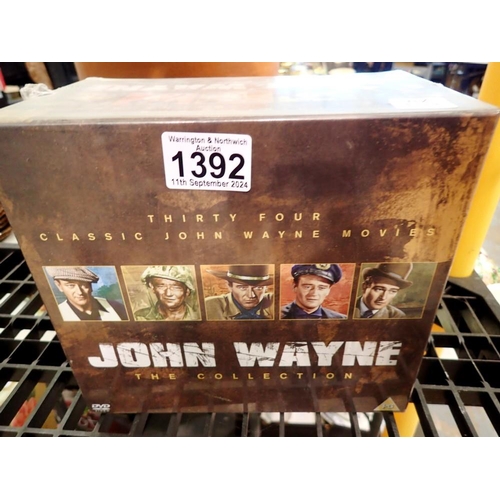 Warrington & Northwich
Auction
1392
11th September 2024
THIRTY FOUR
CLASSIC JOHN WAYNE MOVIES
JOHN WAYNE
THE COLLECTION
DVD